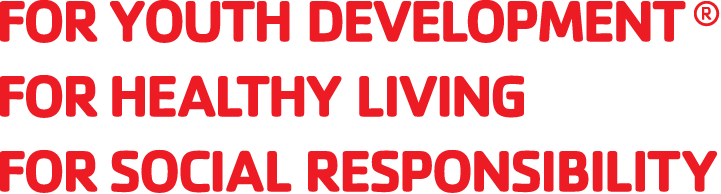 FOR YOUTH DEVELOPMENT®
FOR HEALTHY LIVING
FOR SOCIAL RESPONSIBILITY